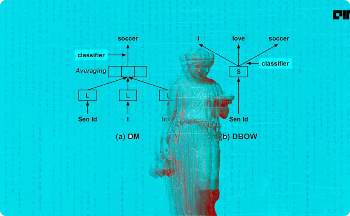 soccer
I love soccer
classifier
classifier
Averaging
S
L L L
Sen Id I
Sen Id
(a) DM (b) DBOW